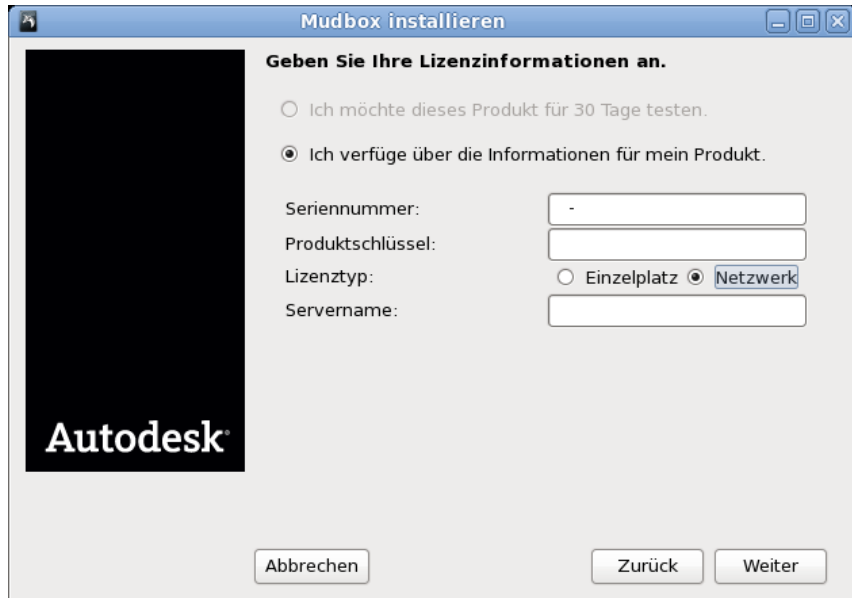 Mudbox installieren
Geben Sie Ihre Lizenzinformationen an.
Ich möchte dieses Produkt für 30 Tage testen.
Ich verfüge über die Informationen für mein Produkt.
Seriennummer: -
Produktschlüssel:
Lizenztyp: Einzelplatz Netzwerk
Servername:
Autodesk®
Abbrechen Zurück Weiter